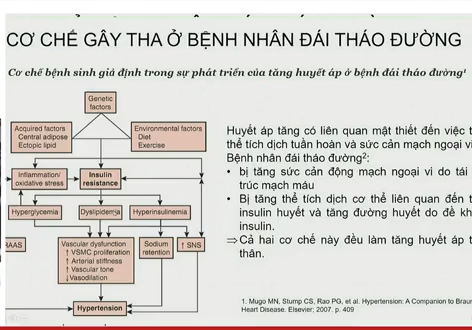 CƠ CHẾ GÂY THA Ở BỆNH NHÂN ĐÁI THÁO ĐƯỜNG
Cơ chế bệnh sinh giả định trong sự phát triển của tăng huyết áp ở bệnh đái tháo đường¹
Genetic
factors
Acquired factors
Central adipose
Ectopic lipid
Environmental factors
Diet
Exercise
Inflammation/
oxidative stress
Insulin
resistance
Hyperglycemia
Dyslipidemia
Hyperinsulinemia
RAAS
Vascular dysfunction
↑ VSMC proliferation
↑ Arterial stiffness
↑ Vascular tone
↓Vasodilation
Sodium
retention
↑ SNS
Hypertension
Huyết áp tăng có liên quan mật thiết đến việc
thể tích dịch tuần hoàn và sức cản mạch ngoại vi
Bệnh nhân đái tháo đường²:
• bị tăng sức cản động mạch ngoại vi do tái
trúc mạch máu
• Bị tăng thể tích dịch cơ thể liên quan đến
insulin huyết và tăng đường huyết do đề
insulin.
⇒Cả hai cơ chế này đều làm tăng huyết áp
thân.
1. Mugo MN, Stump CS, Rao PG, et al. Hypertension: A Companion to
Heart Disease. Elsevier; 2007. p. 409